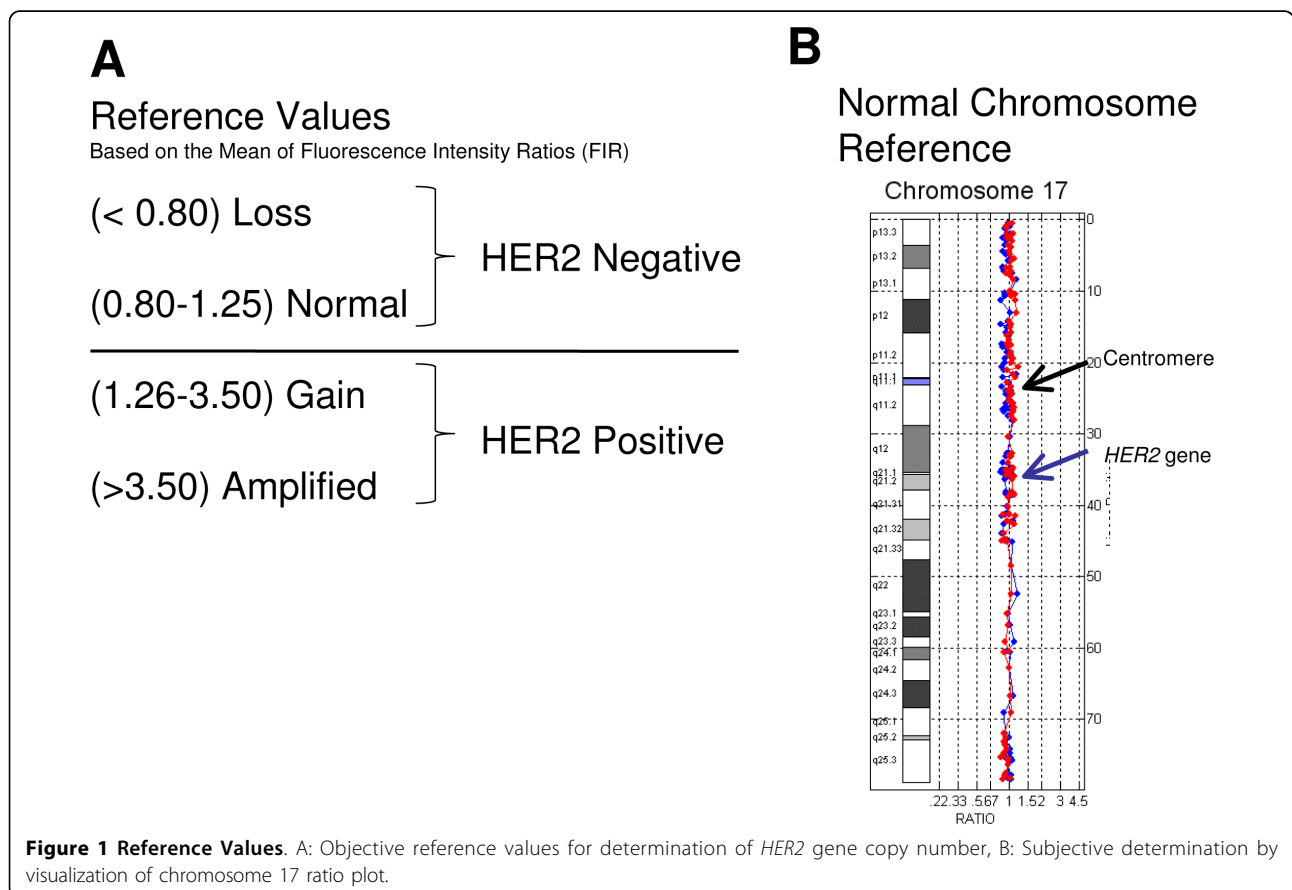 A
Reference Values
Based on the Mean of Fluorescence Intensity Ratios (FIR)
(< 0.80) Loss
(0.80-1.25) Normal
HER2 Negative
(1.26-3.50) Gain
(>3.50) Amplified
HER2 Positive
B
Normal Chromosome
Reference
Chromosome 17
p13.3
p13.2
p13.1
p12
p11.2
p11.1
q11.1
q11.2
q12
q21.1
q21.2
q21.31
q21.32
q21.33
q22
q23.1
q23.2
q23.3
q24.1
q24.2
q24.3
q25.1
q25.2
q25.3
0
10
20
30
40
50
60
70
Centromere
HER2 gene
.22.33 .5.67 1 1.52 3 4.5
RATIO
Figure 1 Reference Values. A: Objective reference values for determination of HER2 gene copy number, B: Subjective determination by
visualization of chromosome 17 ratio plot.